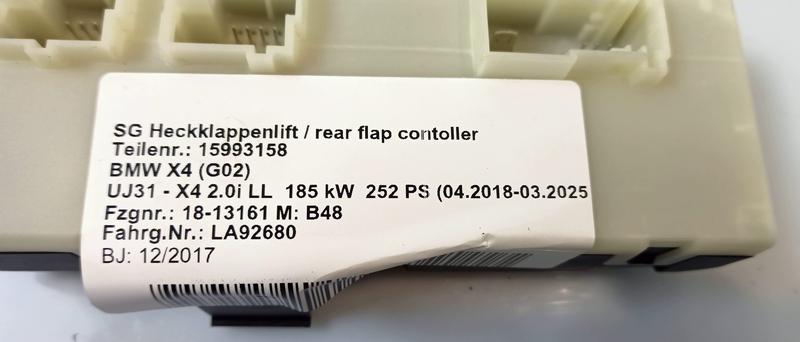 SG Heckklappenlift / rear flap contoller
Teilenr.: 15993158
BMW X4 (G02)
UJ31 - X4 2.0i LL 185 kW 252 PS (04.2018-03.2025
Fzgnr.: 18-13161 M: B48
Fahrg.Nr.: LA92680
BJ: 12/2017